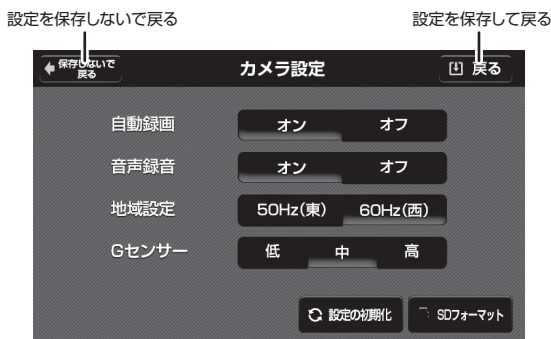 設定を保存しないで戻る
設定を保存して戻る
保存しないで
戻る
カメラ設定
戻る
自動録画 オン オフ
音声録音 オン オフ
地域設定 50Hz(東) 60Hz(西)
Gセンサー 低 中 高
設定の初期化 SDフォーマット